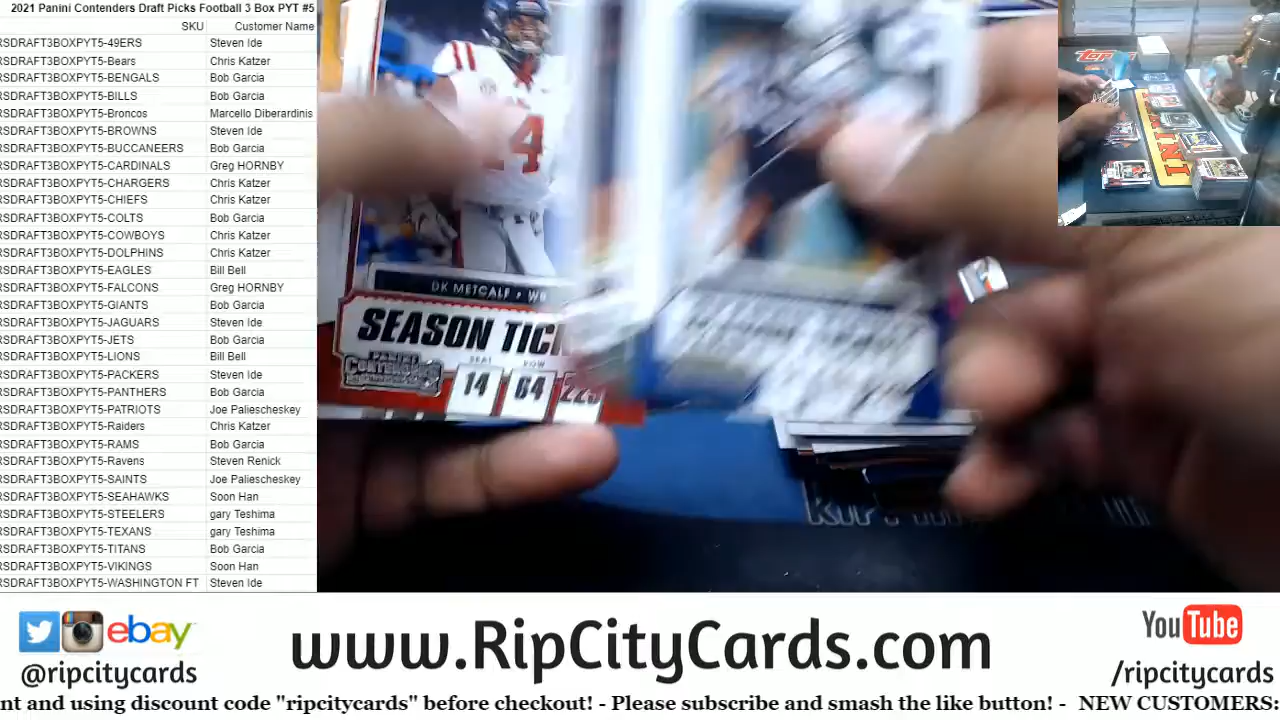 2021 Panini Contenders Draft Picks Football 3 Box PYT #5
SKU Customer Name
RSDRAFT3BOXPYT5-49ERS Steven Ide
RSDRAFT3BOXPYT5-Bears Chris Katzer
RSDRAFT3BOXPYT5-BENGALS Bob Garcia
RSDRAFT3BOXPYT5-BILLS Bob Garcia
RSDRAFT3BOXPYT5-Broncos Marcello Diberardinis
RSDRAFT3BOXPYT5-BROWNS Steven Ide
RSDRAFT3BOXPYT5-BUCCANEERS Bob Garcia
RSDRAFT3BOXPYT5-CARDINALS Greg HORNBY
RSDRAFT3BOXPYT5-CHARGERS Chris Katzer
RSDRAFT3BOXPYT5-CHIEFS Chris Katzer
RSDRAFT3BOXPYT5-COLTS Bob Garcia
RSDRAFT3BOXPYT5-COWBOYS Chris Katzer
RSDRAFT3BOXPYT5-DOLPHINS Chris Katzer
RSDRAFT3BOXPYT5-EAGLES Bill Bell
RSDRAFT3BOXPYT5-FALCONS Greg HORNBY
RSDRAFT3BOXPYT5-GIANTS Bob Garcia
RSDRAFT3BOXPYT5-JAGUARS Steven Ide
RSDRAFT3BOXPYT5-JETS Bob Garcia
RSDRAFT3BOXPYT5-LIONS Bill Bell
RSDRAFT3BOXPYT5-PACKERS Steven Ide
RSDRAFT3BOXPYT5-PANTHERS Bob Garcia
RSDRAFT3BOXPYT5-PATRIOTS Joe Paliescheskey
RSDRAFT3BOXPYT5-Raiders Chris Katzer
RSDRAFT3BOXPYT5-RAMS Bob Garcia
RSDRAFT3BOXPYT5-Ravens Steven Renick
RSDRAFT3BOXPYT5-SAINTS Joe Paliescheskey
RSDRAFT3BOXPYT5-SEAHAWKS Soon Han
RSDRAFT3BOXPYT5-STEELERS gary Teshima
RSDRAFT3BOXPYT5-TEXANS gary Teshima
RSDRAFT3BOXPYT5-TITANS Bob Garcia
RSDRAFT3BOXPYT5-VIKINGS Soon Han
RSDRAFT3BOXPYT5-WASHINGTON FT Steven Ide
Topps
DK METCALF • WR
SEASON TICK
PANINI
Contenders
SEAT ROW
14 64 225
ebay
@ripcitycards
www.RipCityCards.com
YouTube
/ripcitycards
nt and using discount code "ripcitycards" before checkout! - Please subscribe and smash the like button! - NEW CUSTOMERS: